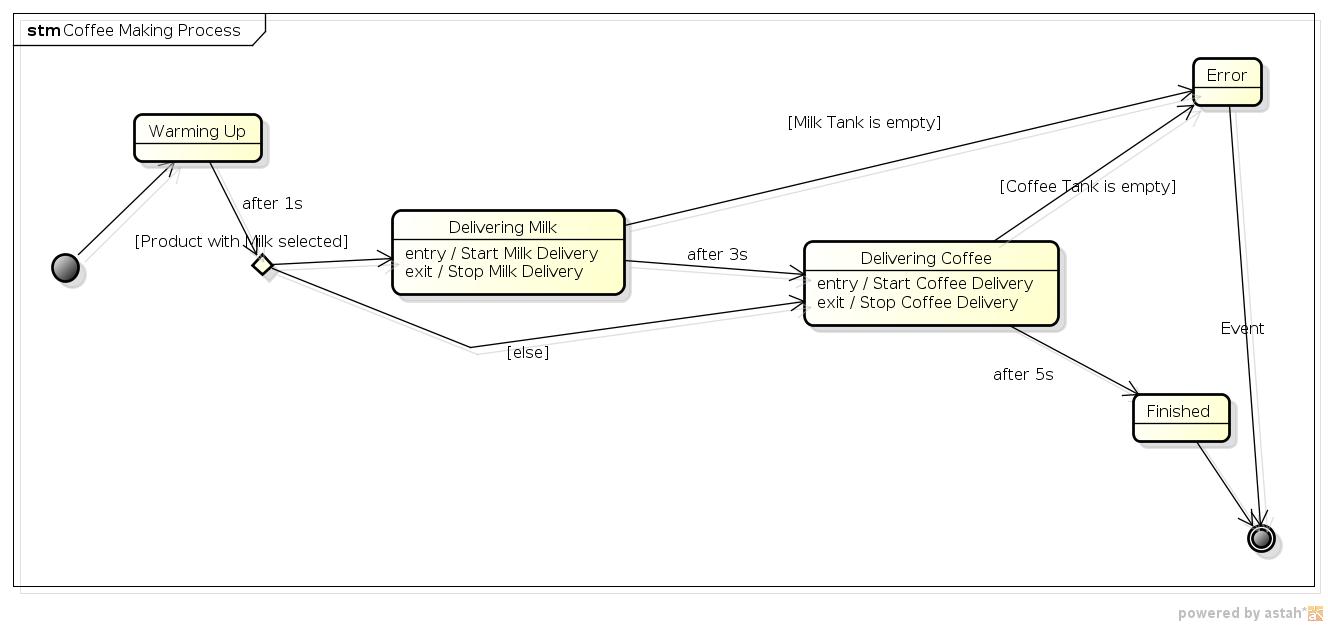 stm Coffee Making Process
Error
Warming Up
[Milk Tank is empty]
[Coffee Tank is empty]
after 1s
[Product with Milk selected]
Delivering Milk
entry / Start Milk Delivery
exit / Stop Milk Delivery
after 3s
Delivering Coffee
entry / Start Coffee Delivery
exit / Stop Coffee Delivery
[else]
Event
after 5s
Finished
powered by astah*